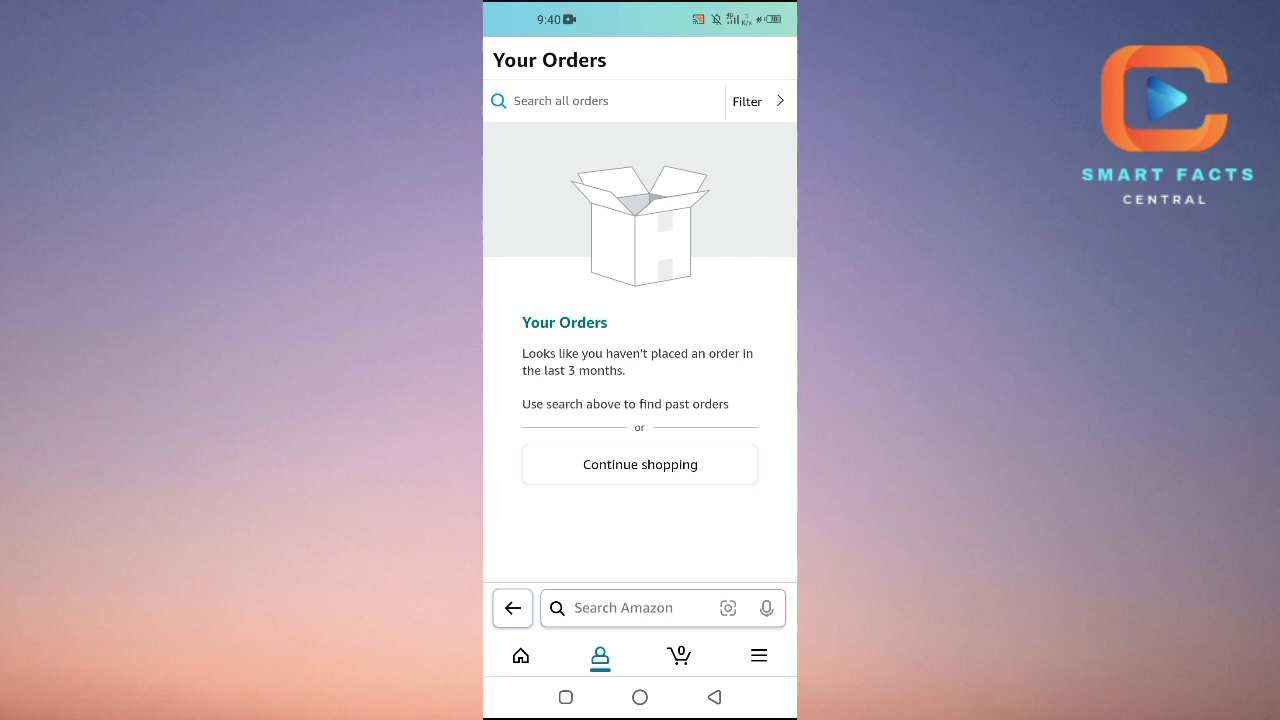 9:40
Your Orders
Search all orders
Filter
SMART FACTS
CENTRAL
Your Orders
Looks like you haven't placed an order in
the last 3 months.
Use search above to find past orders
or
Continue shopping
Search Amazon
0